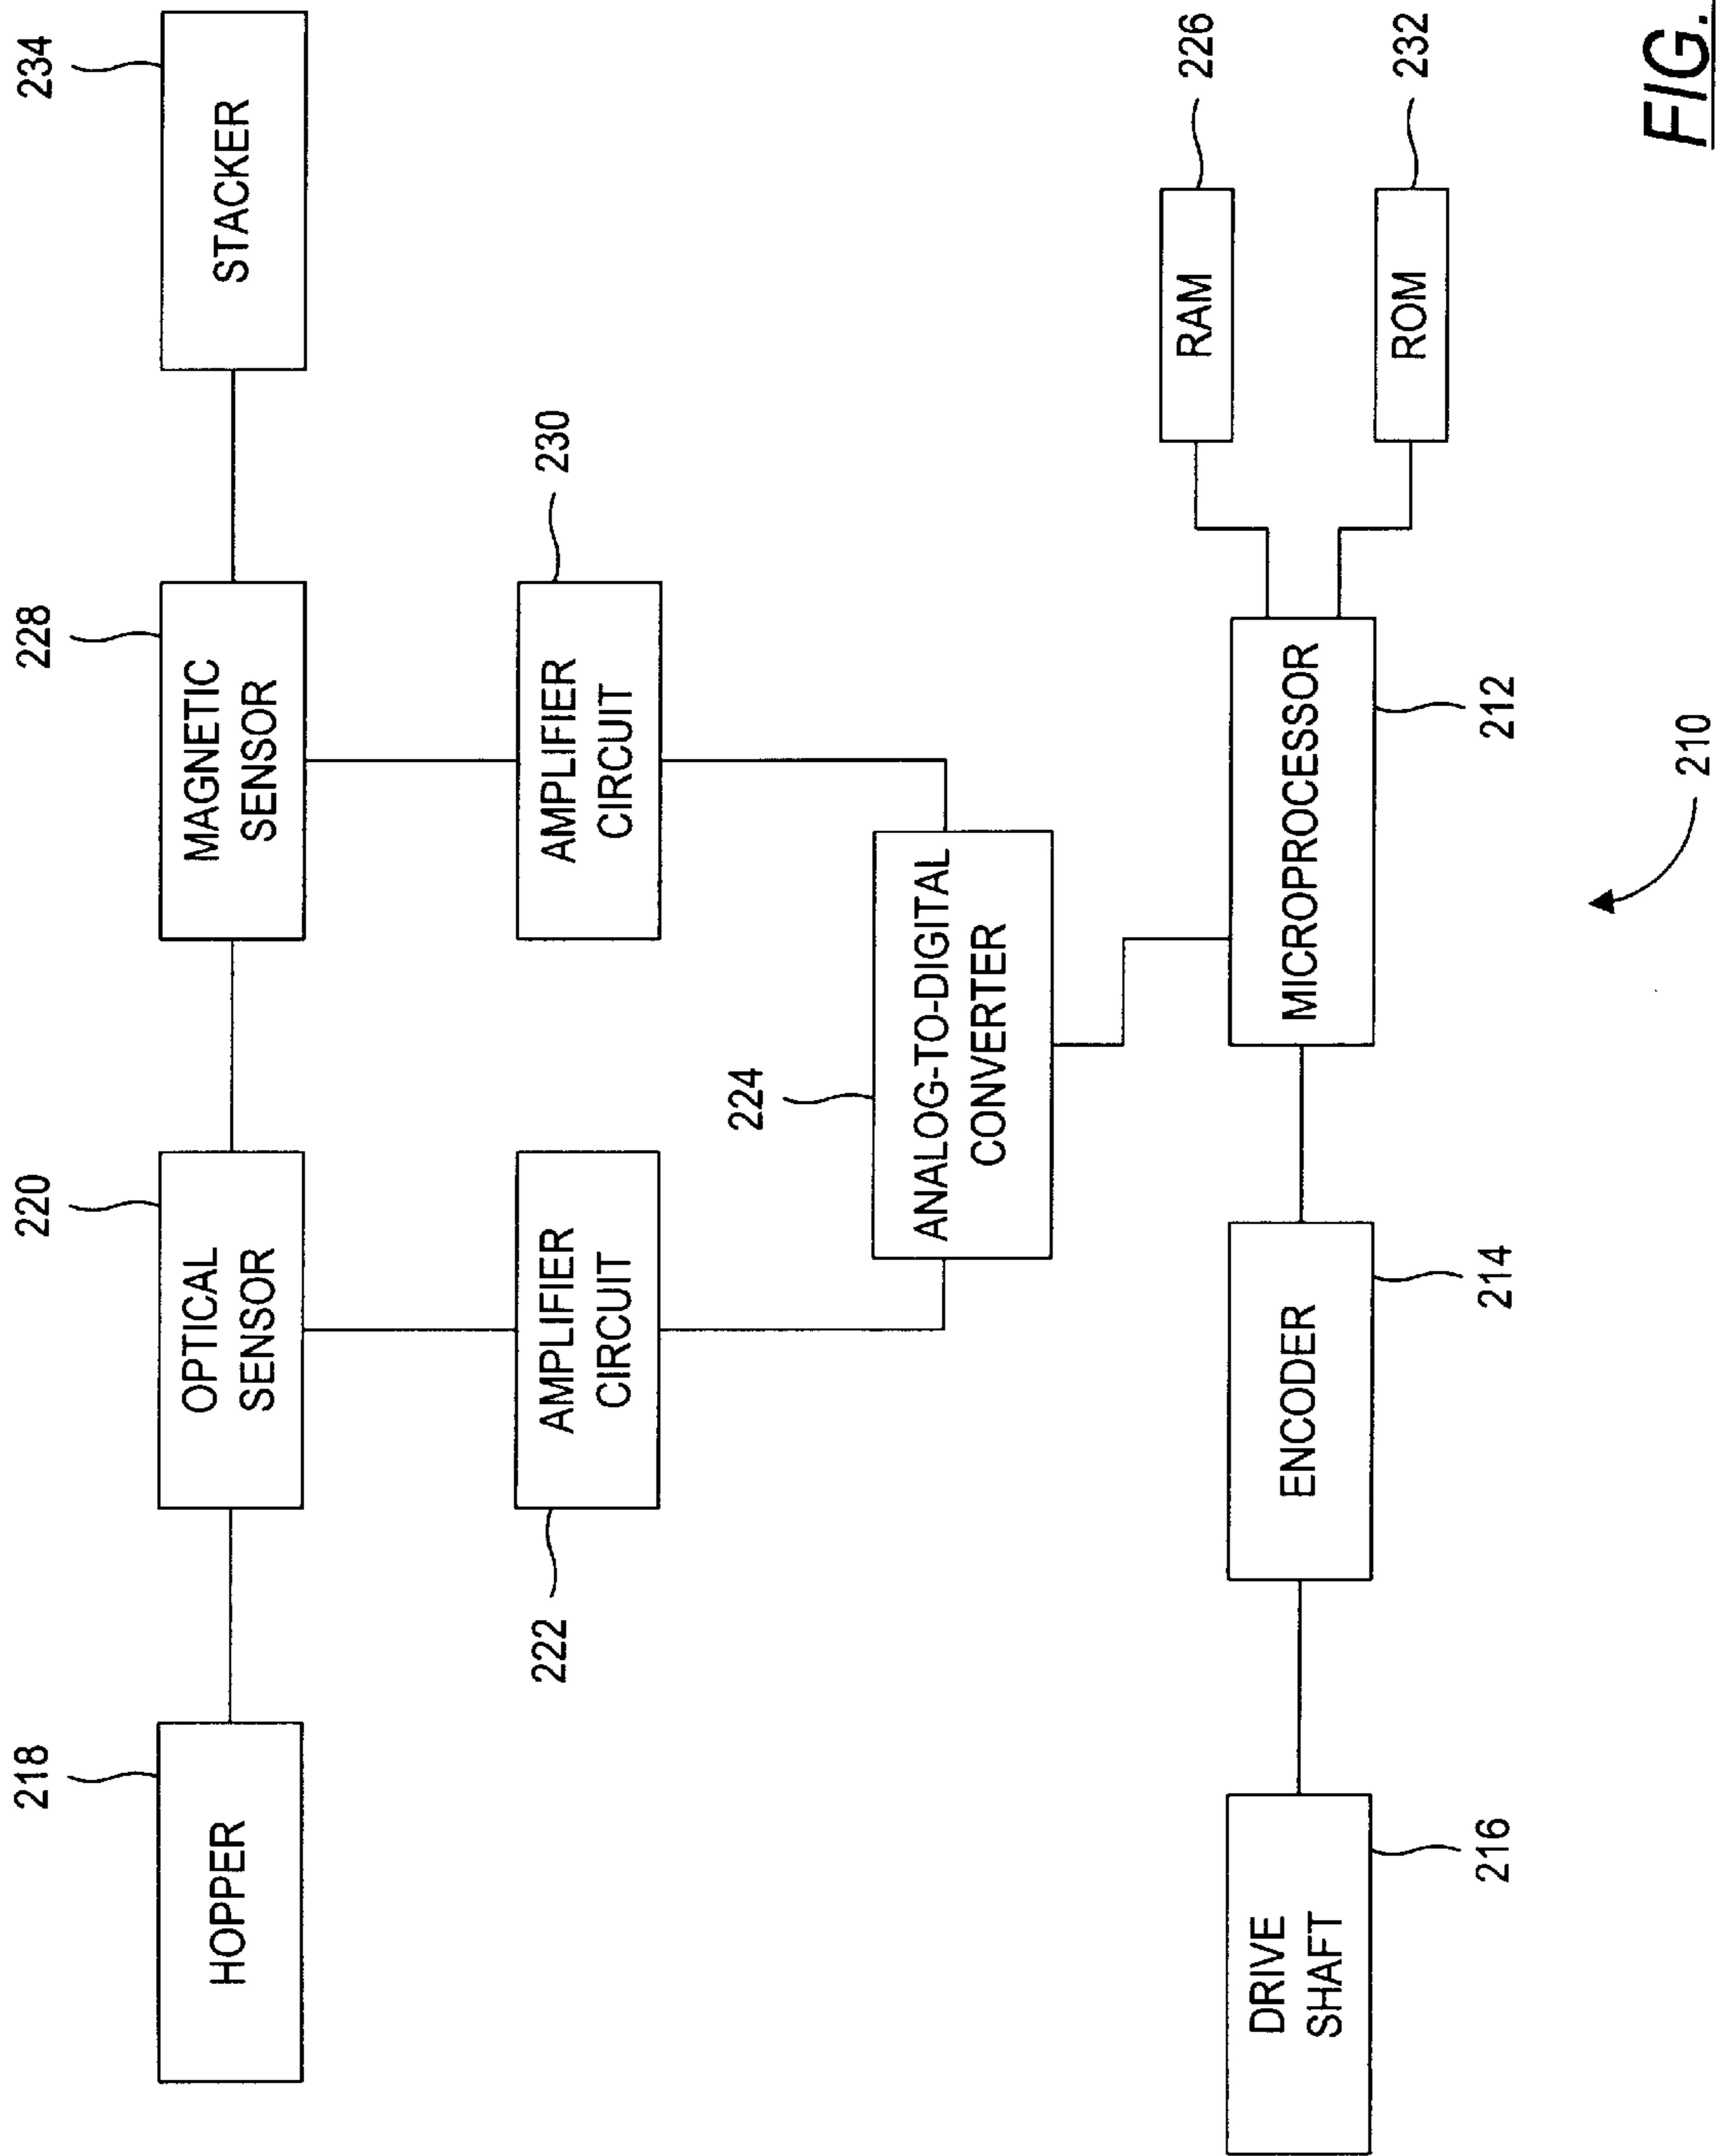 218
220
228
234
HOPPER
OPTICAL
SENSOR
MAGNETIC
SENSOR
STACKER
222
AMPLIFIER
CIRCUIT
AMPLIFIER
CIRCUIT
230
224
ANALOG-TO-DIGITAL
CONVERTER
RAM
226
DRIVE
SHAFT
ENCODER
MICROPROCESSOR
ROM
232
216
214
212
210
FIG.